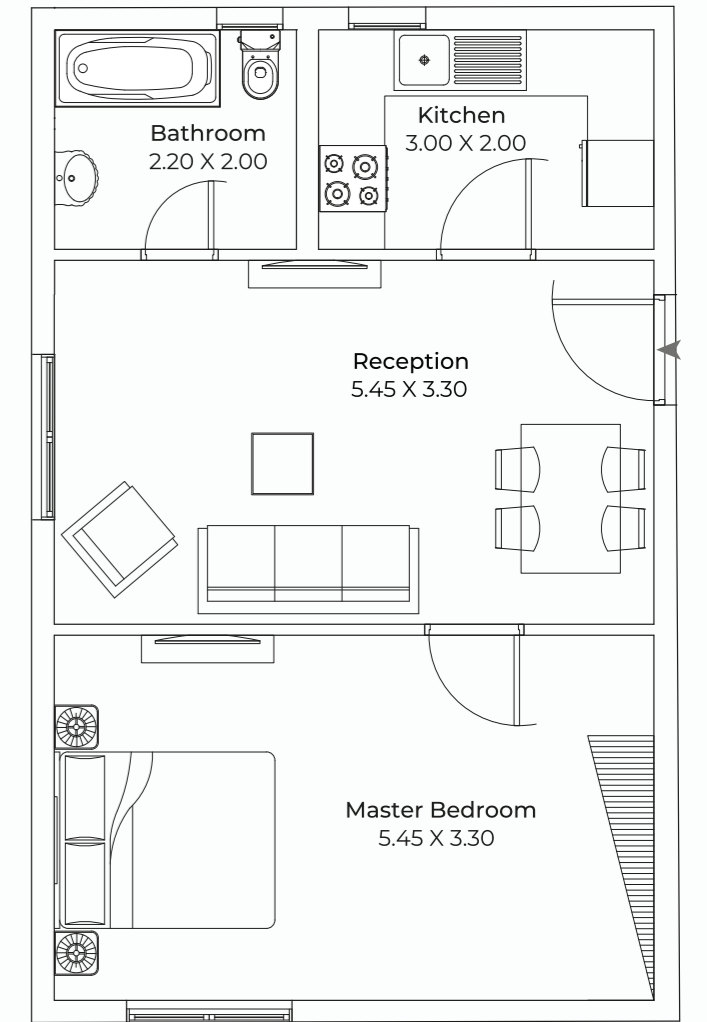 Bathroom
2.20 X 2.00
Kitchen
3.00 X 2.00
Reception
5.45 X 3.30
Master Bedroom
5.45 X 3.30